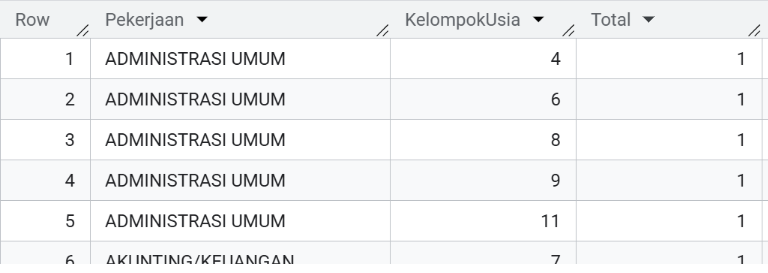 Row Pekerjaan KelompokUsia Total
1 ADMINISTRASI UMUM 4 1
2 ADMINISTRASI UMUM 6 1
3 ADMINISTRASI UMUM 8 1
4 ADMINISTRASI UMUM 9 1
5 ADMINISTRASI UMUM 11 1
6 AKUNTING/KEUANGAN 7 1